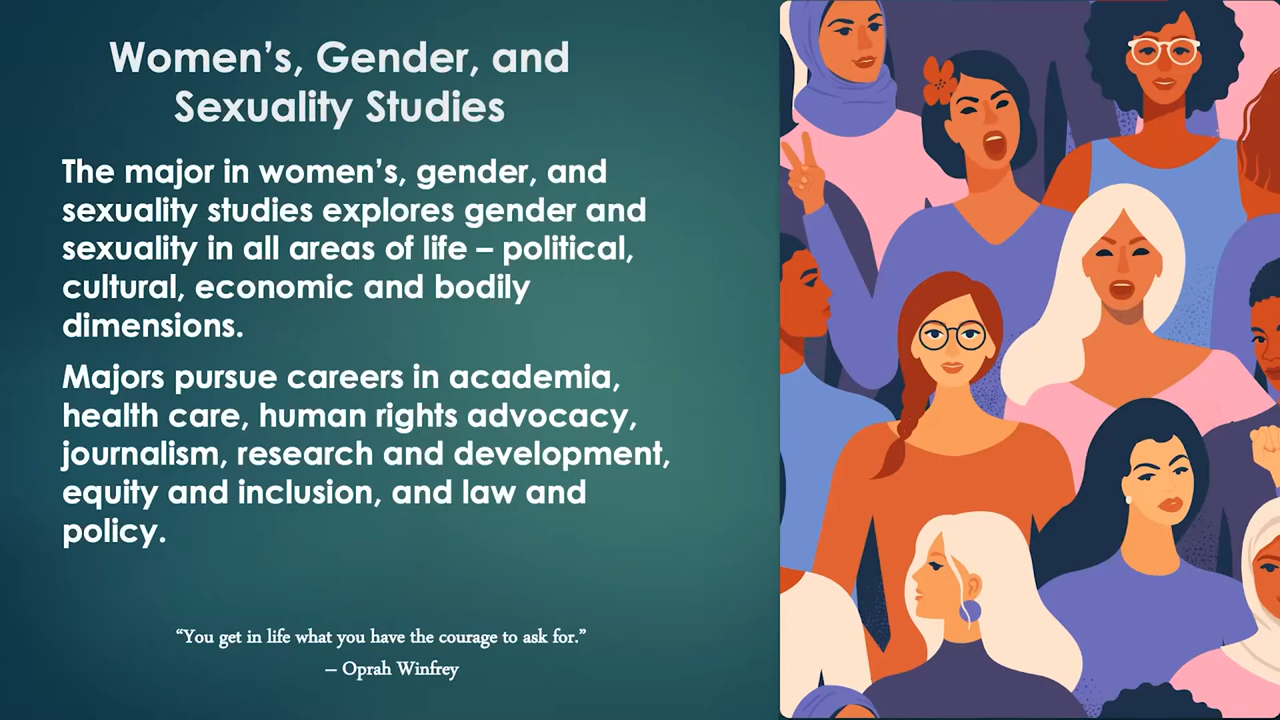 Women’s, Gender, and
Sexuality Studies
The major in women’s, gender, and
sexuality studies explores gender and
sexuality in all areas of life – political,
cultural, economic and bodily
dimensions.
Majors pursue careers in academia,
health care, human rights advocacy,
journalism, research and development,
equity and inclusion, and law and
policy.
“You get in life what you have the courage to ask for.”
– Oprah Winfrey